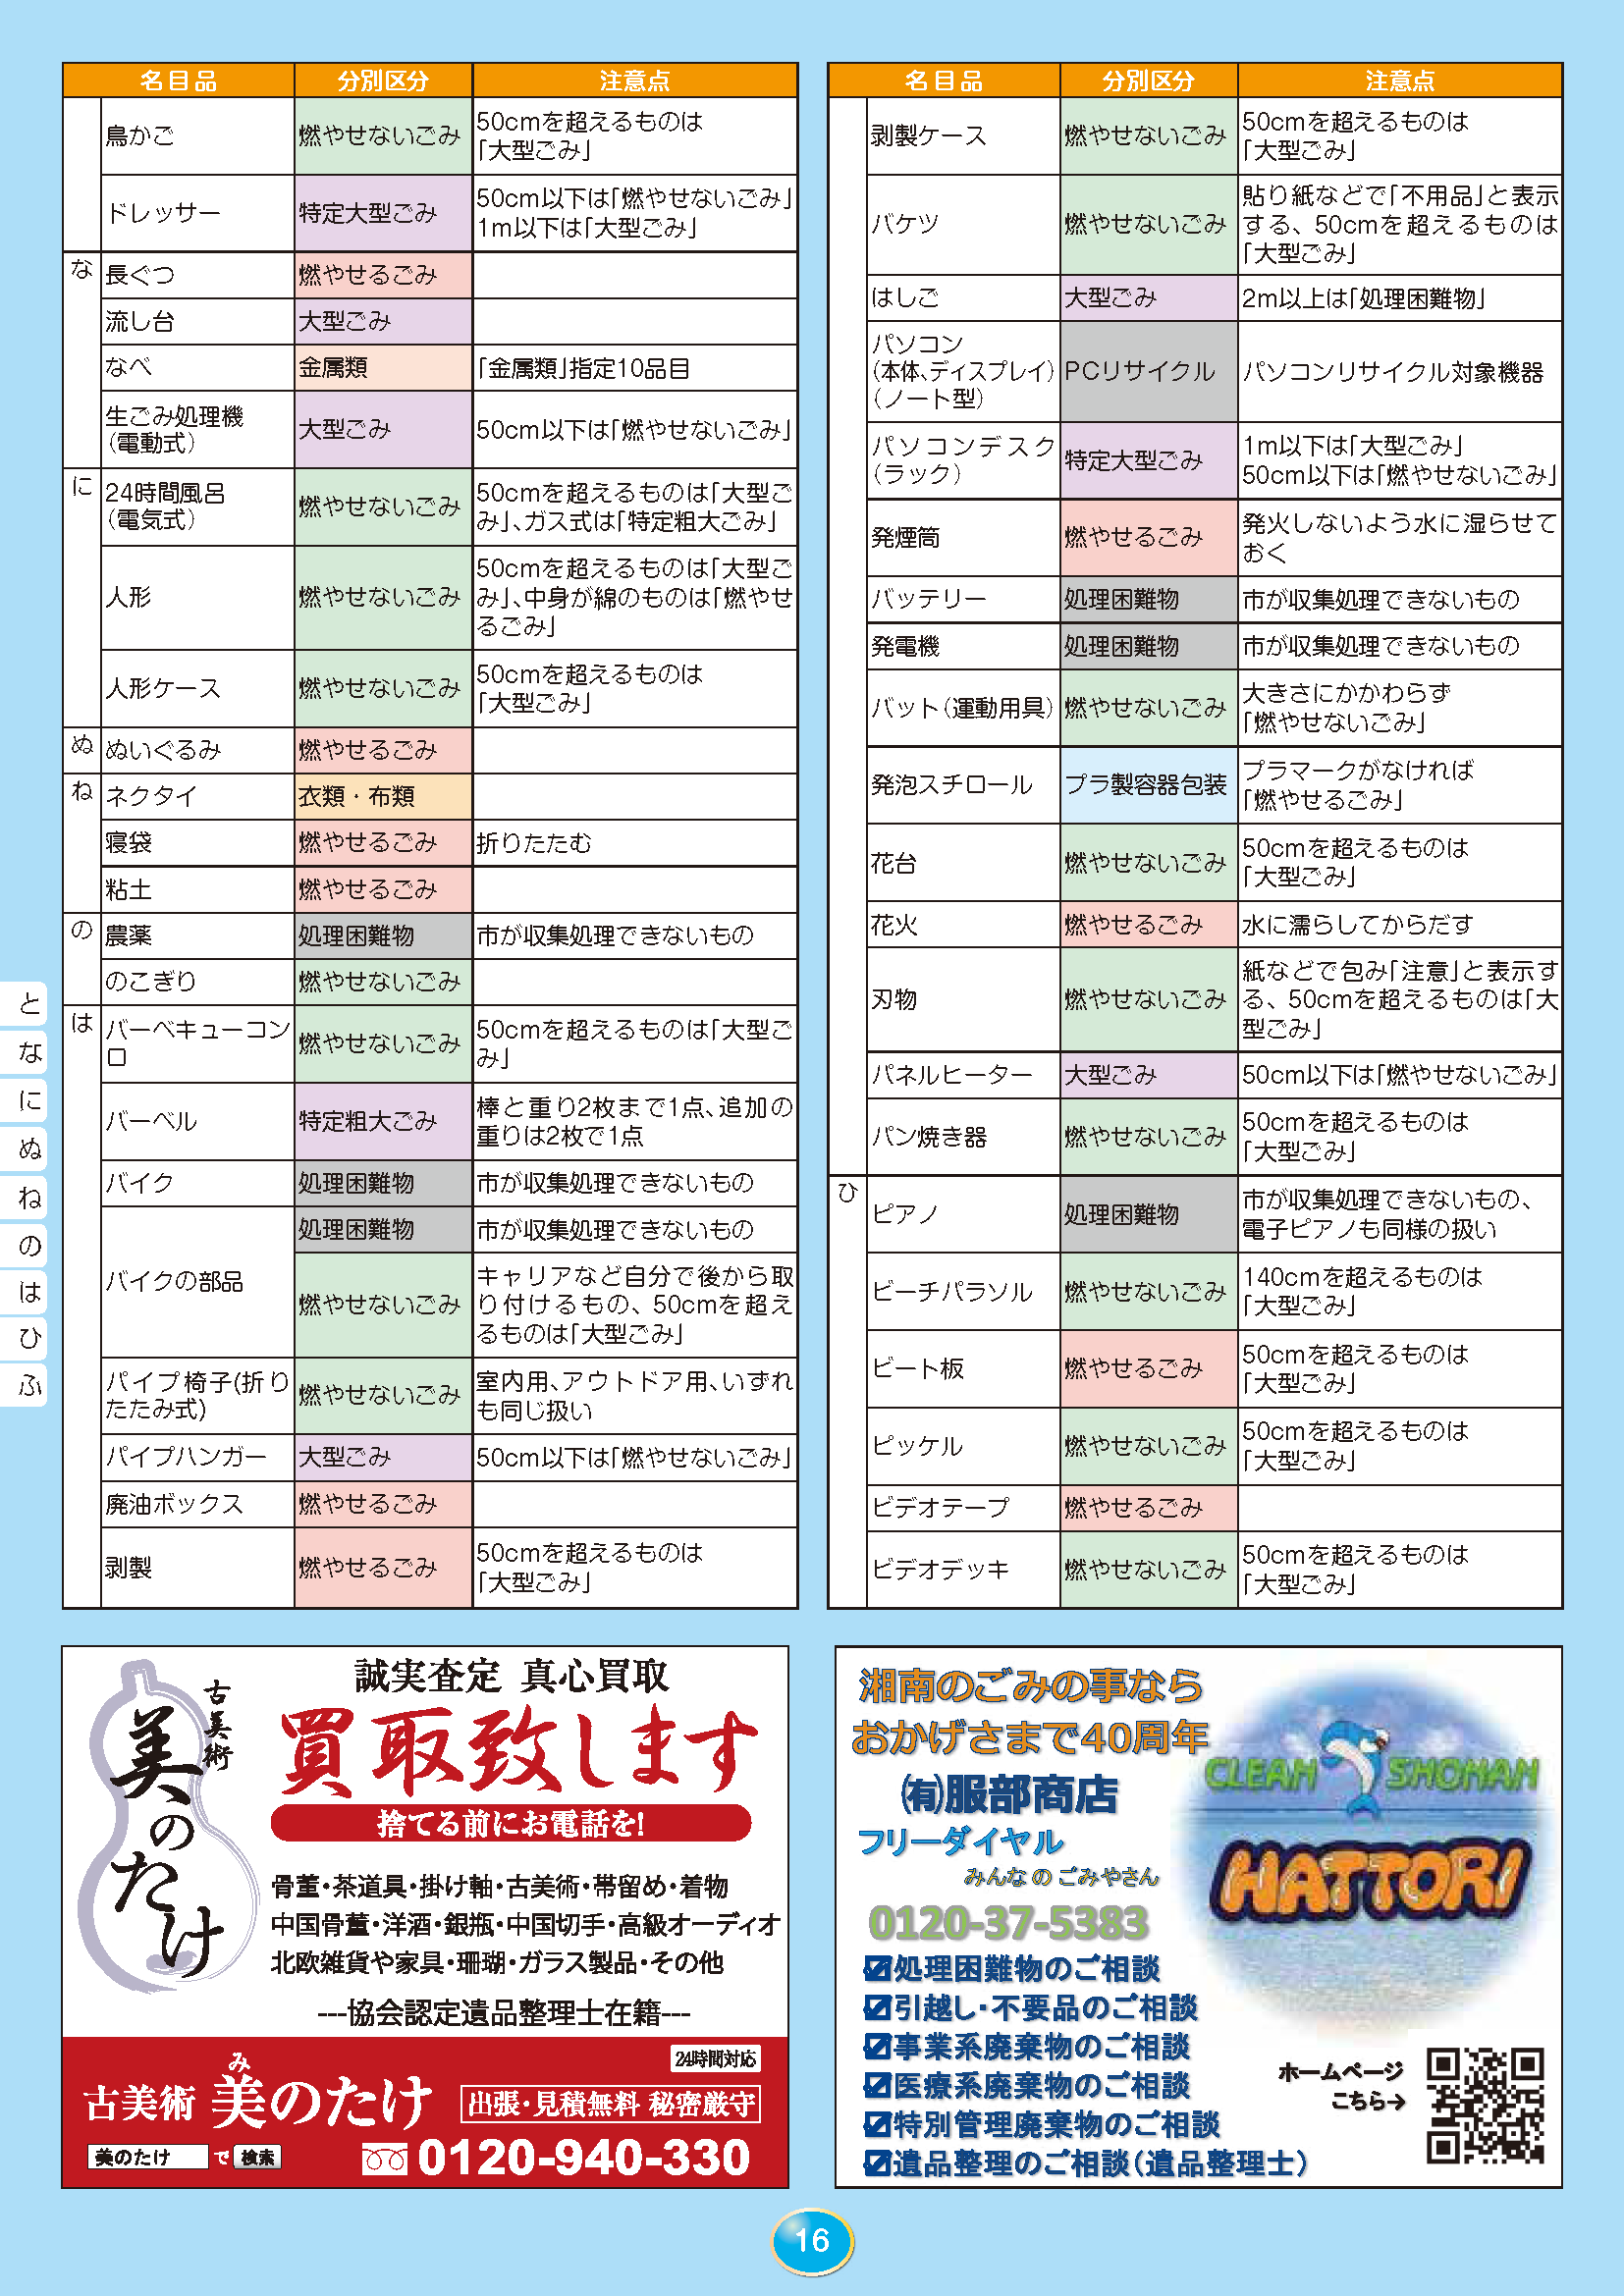 名目品 分別区分 注意点
鳥かご 燃やせないごみ 50cmを超えるものは
「大型ごみ」
ドレッサー 特定大型ごみ 50cm以下は「燃やせないごみ」
1m以下は「大型ごみ」
な 長ぐつ 燃やせるごみ
流し台 大型ごみ
なべ 金属類 「金属類」指定10品目
生ごみ処理機
（電動式） 大型ごみ 50cm以下は「燃やせないごみ」
に 24時間風呂
（電気式） 燃やせないごみ 50cmを超えるものは「大型ご
み」、ガス式は「特定粗大ごみ」
人形 燃やせないごみ 50cmを超えるものは「大型ご
み」、中身が綿のものは「燃やせ
るごみ」
人形ケース 燃やせないごみ 50cmを超えるものは
「大型ごみ」
ぬ ぬいぐるみ 燃やせるごみ
ね ネクタイ 衣類・布類
寝袋 燃やせるごみ 折りたたむ
粘土 燃やせるごみ
の 農薬 処理困難物 市が収集処理できないもの
のこぎり 燃やせないごみ
は バーベキューコン
ロ 燃やせないごみ 50cmを超えるものは「大型ご
み」
バーベル 特定粗大ごみ 棒と重り2枚まで1点、追加の
重りは2枚で1点
バイク 処理困難物 市が収集処理できないもの
バイクの部品 処理困難物 市が収集処理できないもの
燃やせないごみ キャリアなど自分で後から取
り付けるもの、50cmを超え
るものは「大型ごみ」
パイプ椅子(折り
たたみ式) 燃やせないごみ 室内用、アウトドア用、いずれ
も同じ扱い
パイプハンガー 大型ごみ 50cm以下は「燃やせないごみ」
廃油ボックス 燃やせるごみ
剥製 燃やせるごみ 50cmを超えるものは
「大型ごみ」
名目品 分別区分 注意点
剥製ケース 燃やせないごみ 50cmを超えるものは
「大型ごみ」
バケツ 燃やせないごみ 貼り紙などで「不用品」と表示
する、50cmを超えるものは
「大型ごみ」
はしご 大型ごみ 2m以上は「処理困難物」
パソコン
（本体、ディスプレイ）
（ノート型） PCリサイクル パソコンリサイクル対象機器
パソコンデスク
（ラック） 特定大型ごみ 1m以下は「大型ごみ」
50cm以下は「燃やせないごみ」
発煙筒 燃やせるごみ 発火しないよう水に湿らせて
おく
バッテリー 処理困難物 市が収集処理できないもの
発電機 処理困難物 市が収集処理できないもの
バット（運動用具） 燃やせないごみ 大きさにかかわらず
「燃やせないごみ」
発泡スチロール プラ製容器包装 プラマークがなければ
「燃やせるごみ」
花台 燃やせないごみ 50cmを超えるものは
「大型ごみ」
花火 燃やせるごみ 水に濡らしてからだす
刃物 燃やせないごみ 紙などで包み「注意」と表示す
る、50cmを超えるものは「大
型ごみ」
パネルヒーター 大型ごみ 50cm以下は「燃やせないごみ」
パン焼き器 燃やせないごみ 50cmを超えるものは
「大型ごみ」
ひ ピアノ 処理困難物 市が収集処理できないもの、
電子ピアノも同様の扱い
ビーチパラソル 燃やせないごみ 140cmを超えるものは
「大型ごみ」
ビート板 燃やせるごみ 50cmを超えるものは
「大型ごみ」
ピッケル 燃やせないごみ 50cmを超えるものは
「大型ごみ」
ビデオテープ 燃やせるごみ
ビデオデッキ 燃やせないごみ 50cmを超えるものは
「大型ごみ」
と
な
に
ぬ
ね
の
は
ひ
ふ
古美術
美のたけ
誠実査定 真心買取
買取致します
捨てる前にお電話を!
骨董・茶道具・掛け軸・古美術・帯留め・着物
中国骨董・洋酒・銀瓶・中国切手・高級オーディオ
北欧雑貨や家具・珊瑚・ガラス製品・その他
---協会認定遺品整理士在籍---
24時間対応
み
古美術 美のたけ 出張・見積無料 秘密厳守
美のたけ で 検索 0120-940-330
湘南のごみの事なら
おかげさまで40周年
㈲服部商店
フリーダイヤル
みんなの ごみやさん
0120-37-5383
CLEAN SHONAN
HATTORI
☑処理困難物のご相談
☑引越し・不要品のご相談
☑事業系廃棄物のご相談
☑医療系廃棄物のご相談
☑特別管理廃棄物のご相談
☑遺品整理のご相談（遺品整理士）
ホームページ
こちら→
16